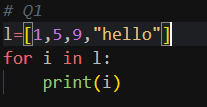 # Q1
l=[1,5,9,"hello"]
for i in l:
    print(i)